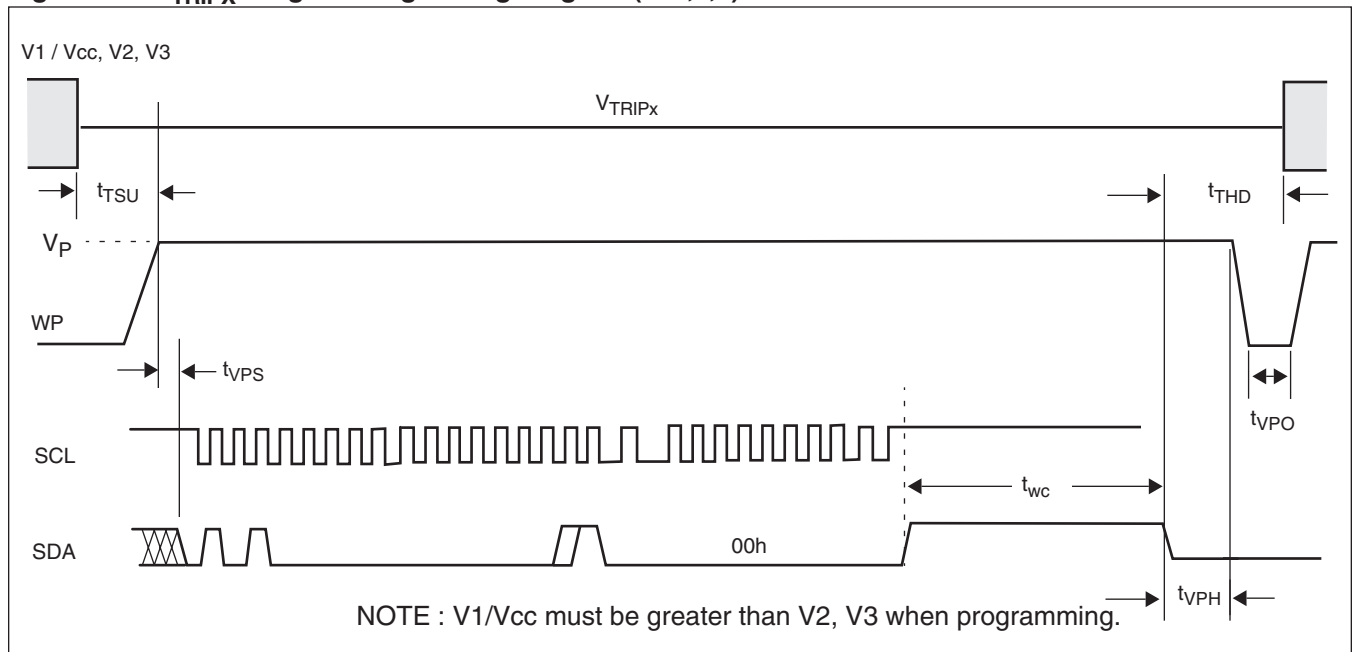 TRIPX
V1 / Vcc, V2, V3
VTRIPx
tTSU
tTHD
VP
WP
tVPS
tVPO
SCL
twc
SDA
00h
tVPH
NOTE : V1/Vcc must be greater than V2, V3 when programming.